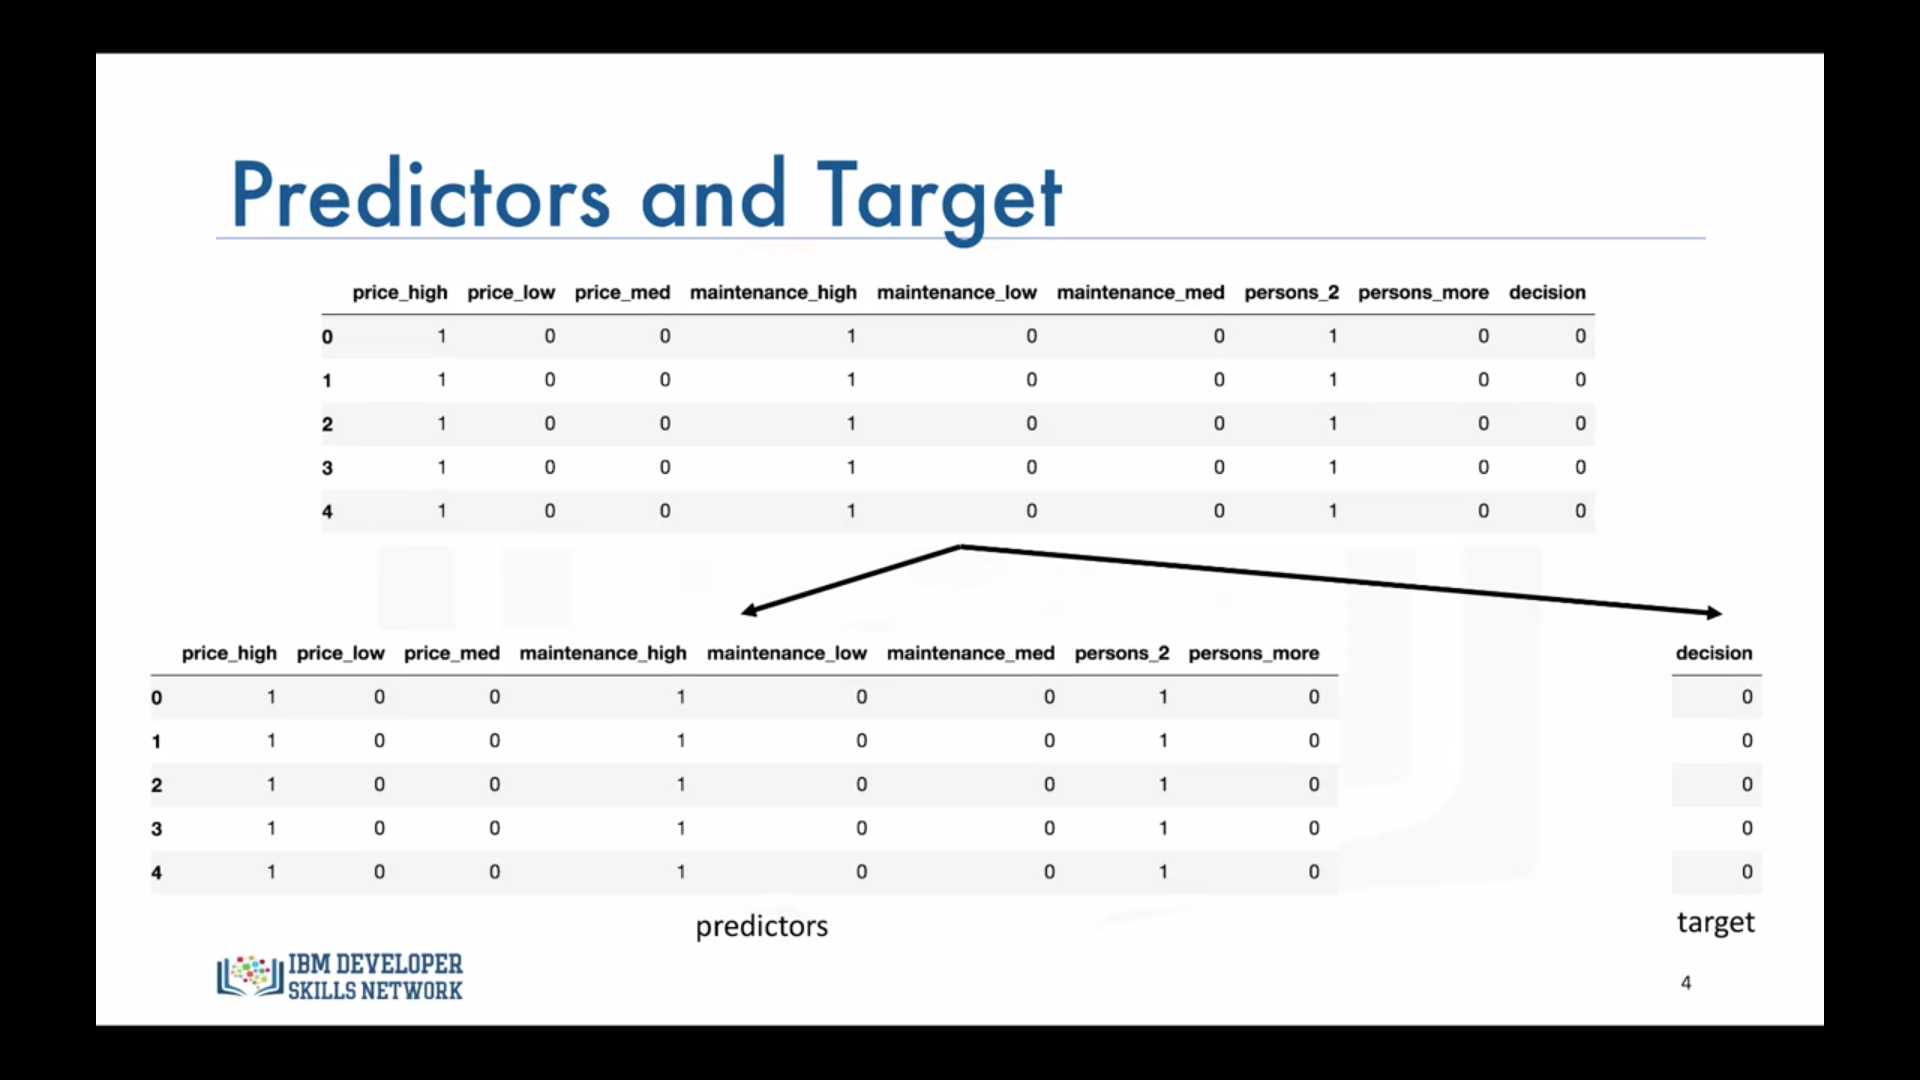 Predictors and Target
price_high price_low price_med maintenance_high maintenance_low maintenance_med persons_2 persons_more decision
0 1 0 0 1 0 0 1 0 0
1 1 0 0 1 0 0 1 0 0
2 1 0 0 1 0 0 1 0 0
3 1 0 0 1 0 0 1 0 0
4 1 0 0 1 0 0 1 0 0
price_high price_low price_med maintenance_high maintenance_low maintenance_med persons_2 persons_more
0 1 0 0 1 0 0 1 0
1 1 0 0 1 0 0 1 0
2 1 0 0 1 0 0 1 0
3 1 0 0 1 0 0 1 0
4 1 0 0 1 0 0 1 0
predictors
decision
0
0
0
0
0
target
IBM DEVELOPER
SKILLS NETWORK
4